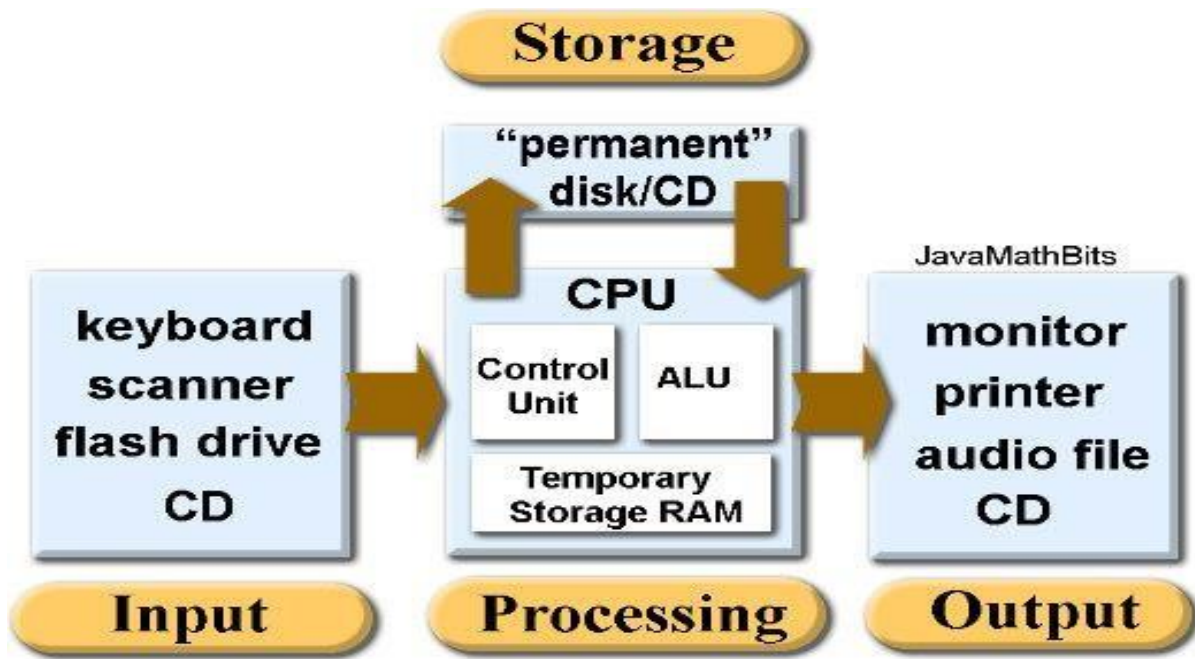 Storage
“permanent”
disk/CD
JavaMathBits
keyboard
scanner
flash drive
CD
CPU
Control
Unit
ALU
Temporary
Storage RAM
monitor
printer
audio file
CD
Input
Processing
Output